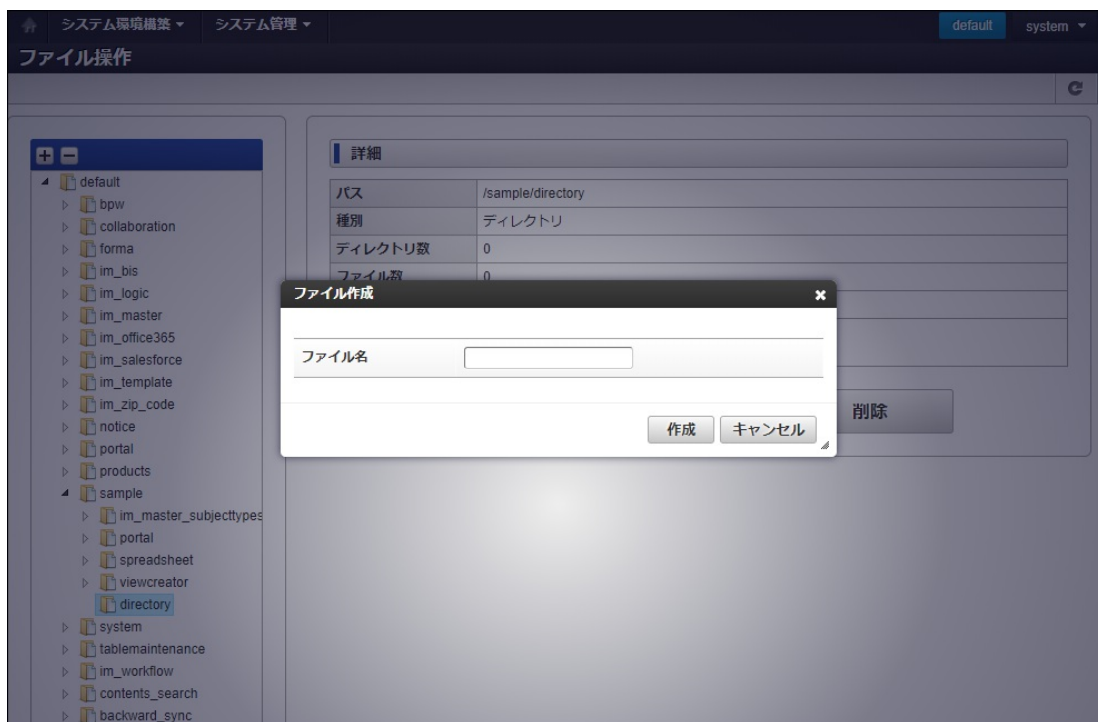 システム環境構築 システム管理 default system
ファイル操作
default
bpw
collaboration
forma
im_bis
im_logic
im_master
im_office365
im_salesforce
im_template
im_zip_code
notice
portal
products
sample
im_master_subjecttypes
portal
spreadsheet
viewcreator
directory
system
tablemaintenance
im_workflow
contents_search
backward_sync
詳細
パス /sample/directory
種別 ディレクトリ
ディレクトリ数 0
ファイル数 0
削除
ファイル作成
ファイル名
作成 キャンセル